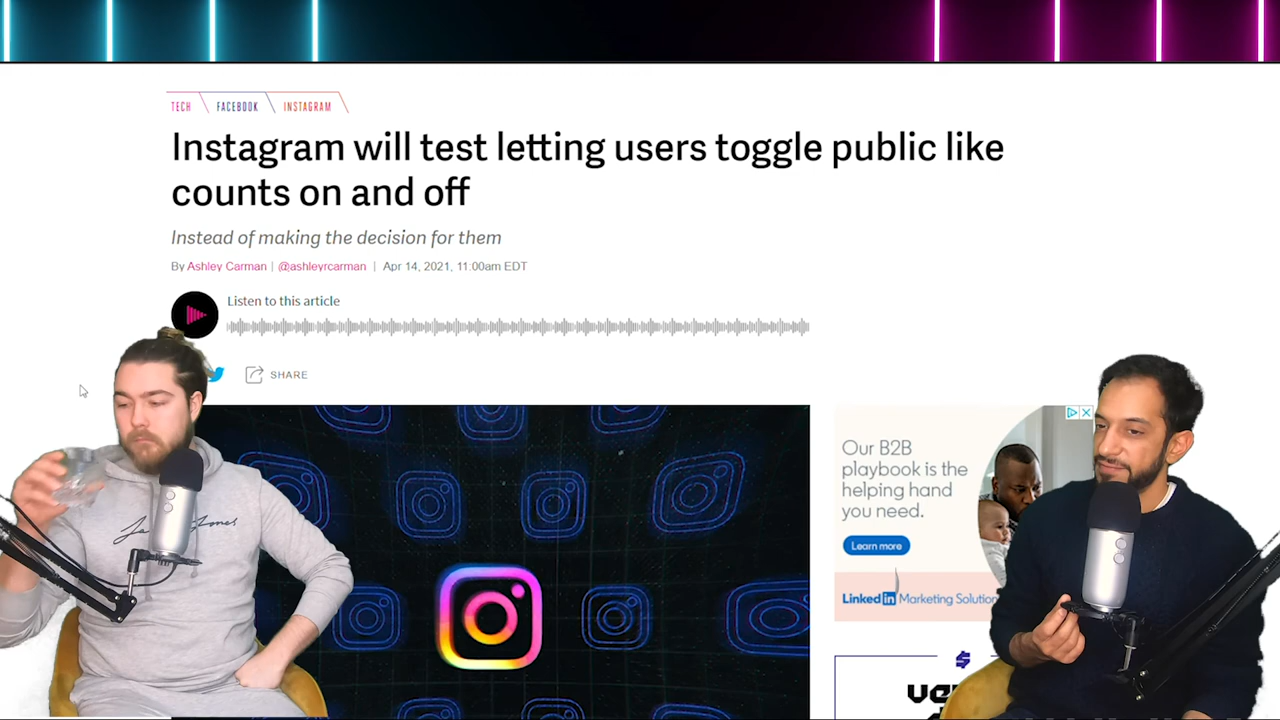 TECH FACEBOOK INSTAGRAM
Instagram will test letting users toggle public like
counts on and off
Instead of making the decision for them
By Ashley Carman | @ashleyrcarman | Apr 14, 2021, 11:00am EDT
Listen to this article
SHARE
Our B2B
playbook is the
helping hand
you need.
Learn more
Linked in Marketing Solution